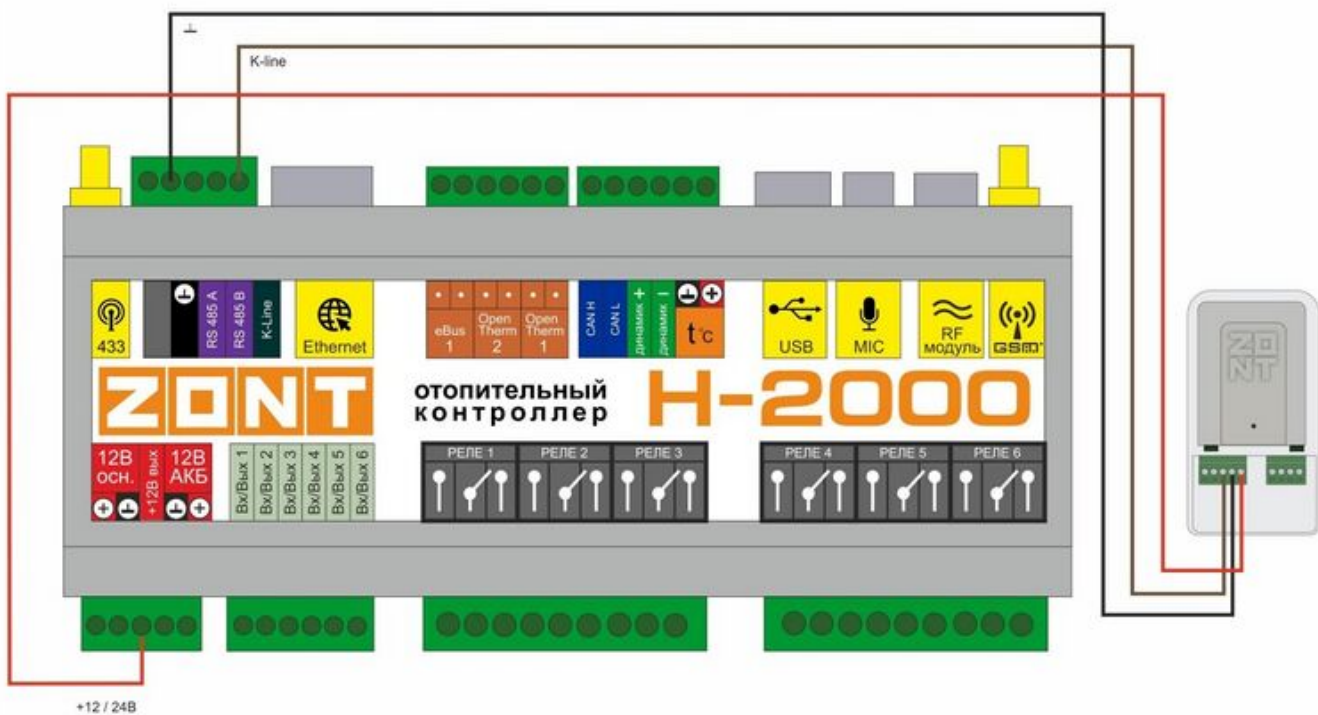 ⊥
K-line
433
RS 485 A
RS 485 B
K-Line
Ethernet
eBus
1
Open
Therm
2
Open
Therm
1
CAN H
CAN L
динамик +
динамик –
t°C
USB
MIC
RF
модуль
GSM
ZONT
отопительный
контроллер
H-2000
ZONT
12В
осн.
+12В вых
12В
АКБ
Вх/Вых 1
Вх/Вых 2
Вх/Вых 3
Вх/Вых 4
Вх/Вых 5
Вх/Вых 6
РЕЛЕ 1
РЕЛЕ 2
РЕЛЕ 3
РЕЛЕ 4
РЕЛЕ 5
РЕЛЕ 6
+12 / 24В